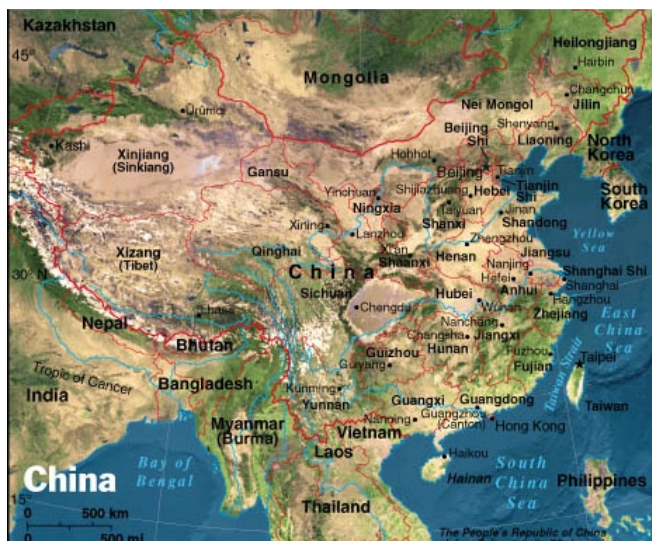 Kazakhstan
45°
Mongolia
Heilongjiang
Harbin
Changchun
Jilin
Nei Mongol
Shenyang
Liaoning
Beijing
Shi
North
Korea
Ürümq
Kashi
Xinjiang
(Sinkiang)
Gansu
Hohhot
Beijing
Tianjin
Tianjin
Shi
South
Korea
Yinchuan
Ningxia
Shijiazhuang
Hebei
Taiyuan
Shanxi
Jinan
Shandong
Yellow
Sea
Xining
Lanzhou
Zhengzhou
Xizang
(Tibet)
Qinghai
Xi'an
Shaanxi
Henan
Jiangsu
30° N
China
Nanjing
Hefei
Anhui
Shanghai Shi
Shanghai
Hangzhou
Zhejiang
Sichuan
Chengdu
Hubei
Wuhan
East
China
Sea
Lhasa
Nepal
Bhutan
Nanchang
Changsha
Jiangxi
Hunan
Guizhou
Guiyang
Fuzhou
Fujian
Taiwan Strait
Taipei
Taiwan
Tropic of Cancer
India
Bangladesh
Kunming
Yunnan
Guangxi
Nanning
Guangdong
Guangzhou
(Canton)
Hong Kong
Myanmar
(Burma)
Vietnam
Laos
Haikou
Hainan
China
Bay of
Bengal
South
China
Sea
Philippines
Thailand
15°
0 500 km
0 500 mi
The People's Republic of China